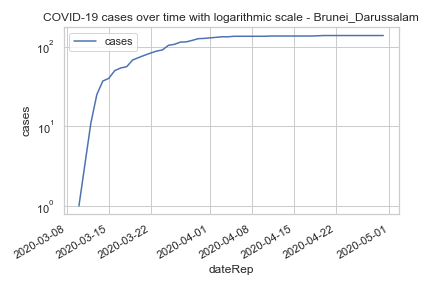 COVID-19 cases over time with logarithmic scale - Brunei_Darussalam
cases
10²
10¹
10⁰
cases
2020-03-08
2020-03-15
2020-03-22
2020-04-01
2020-04-08
2020-04-15
2020-04-22
2020-05-01
dateRep